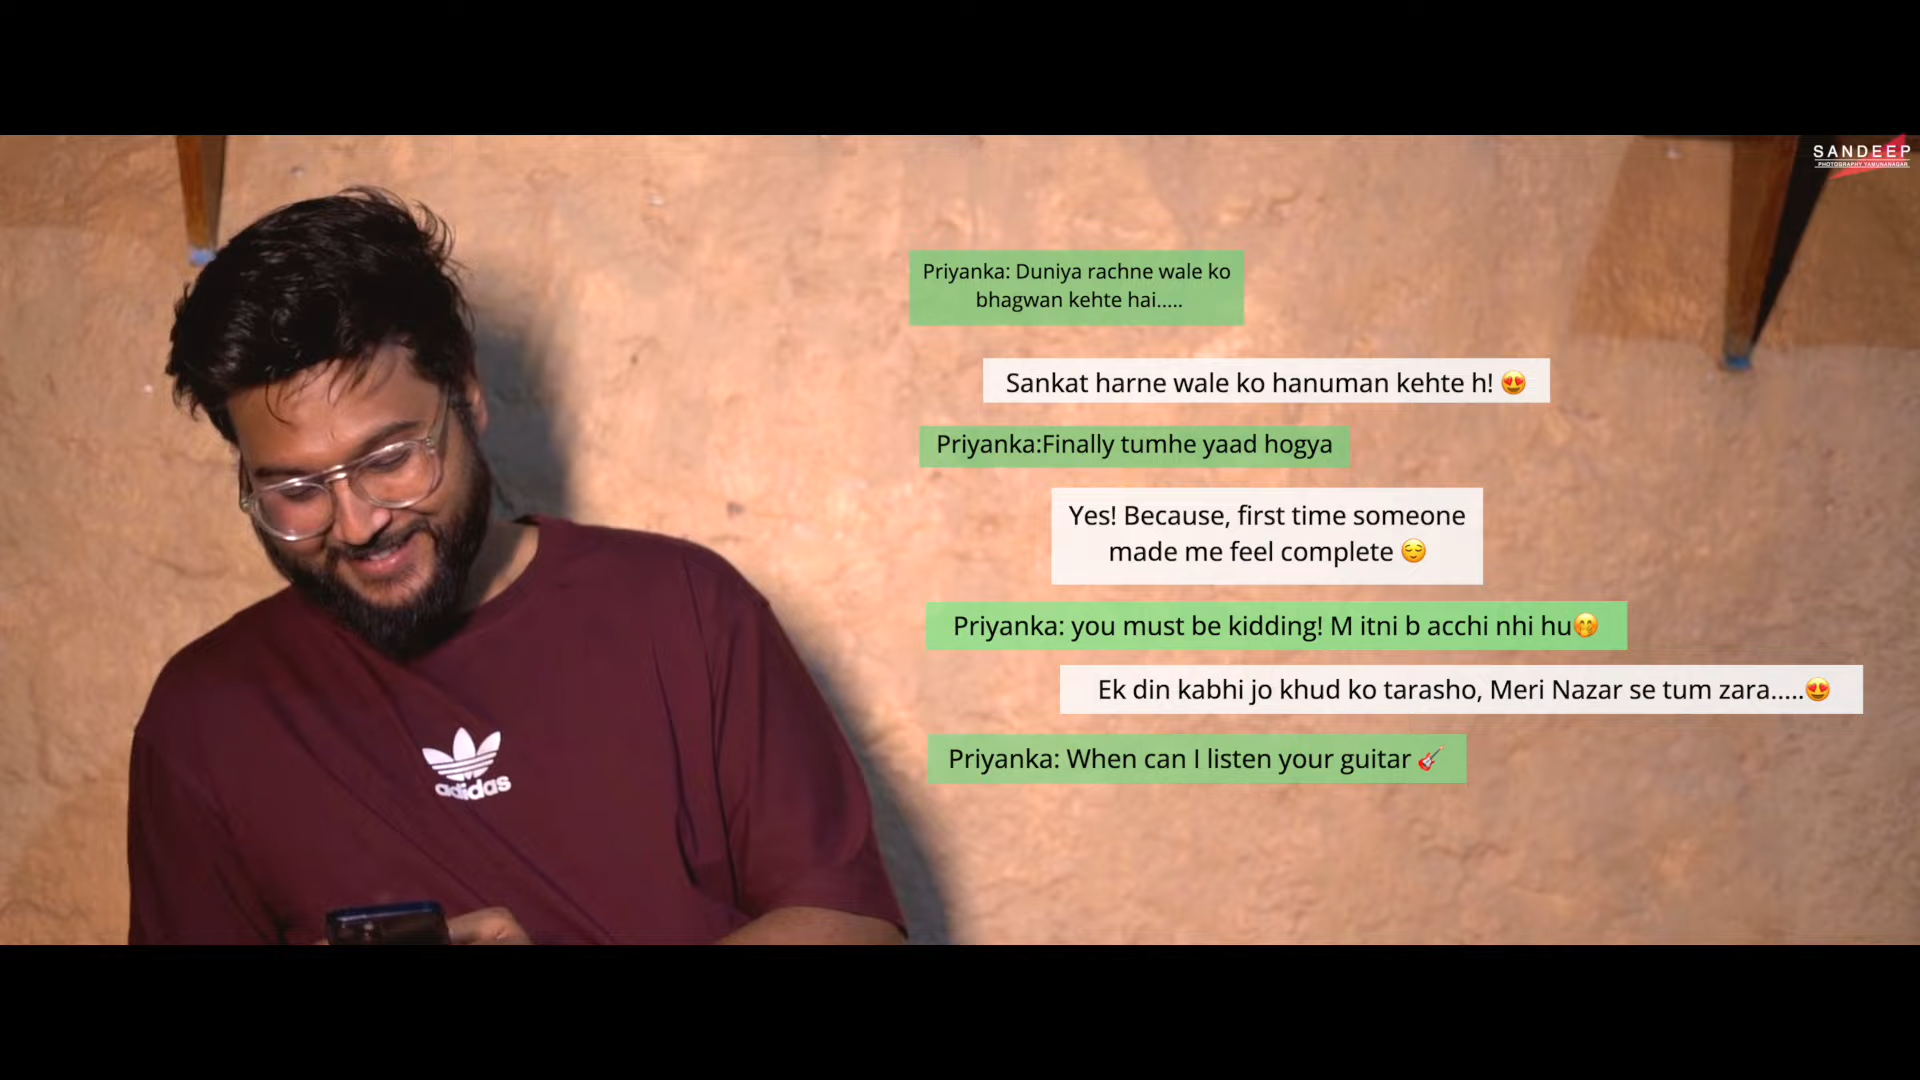 SANDEEP
PHOTOGRAPHY YAMUNANAGAR
Priyanka: Duniya rachne wale ko
bhagwan kehte hai.....
Sankat harne wale ko hanuman kehte h! 😍
Priyanka:Finally tumhe yaad hogya
Yes! Because, first time someone
made me feel complete 😌
Priyanka: you must be kidding! M itni b acchi nhi hu🤭
Ek din kabhi jo khud ko tarasho, Meri Nazar se tum zara.....😍
Priyanka: When can I listen your guitar 🎸
adidas